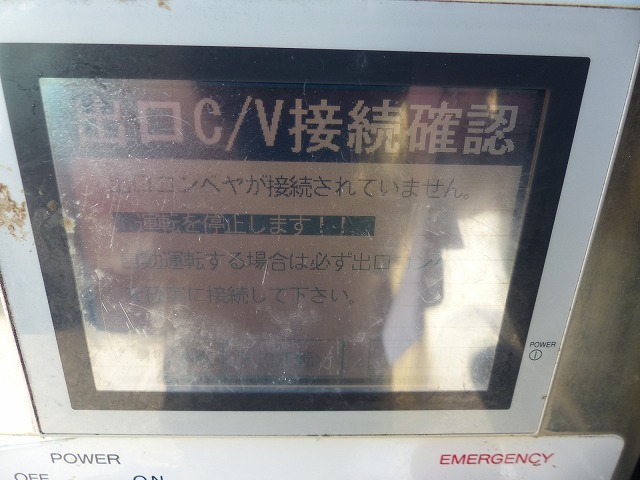 出口C/V接続確認
出口コンベヤが接続されていません。
運転を停止します！！
自動運転する場合は必ず出口コンベ
に接続して下さい。
POWER
POWER
EMERGENCY
OFF
ON